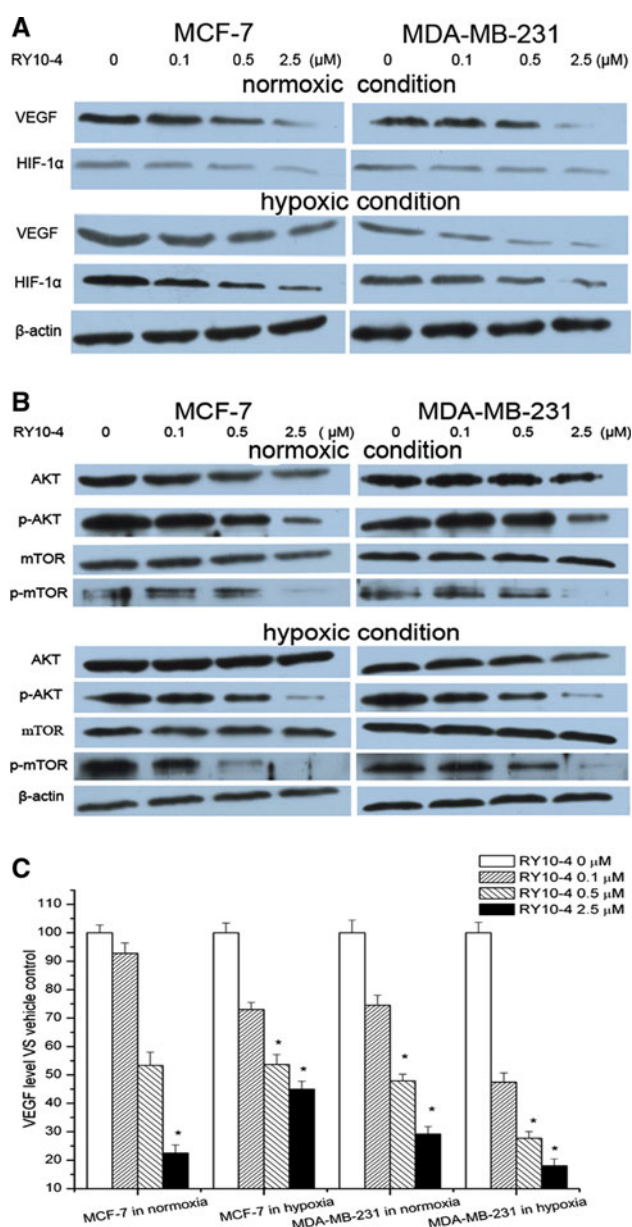 A
MCF-7 MDA-MB-231
RY10-4 0 0.1 0.5 2.5 (μM) 0 0.1 0.5 2.5 (μM)
normoxic condition
VEGF
HIF-1α
hypoxic condition
VEGF
HIF-1α
β-actin
B
MCF-7 MDA-MB-231
RY10-4 0 0.1 0.5 2.5 ( μM) 0 0.1 0.5 2.5 (μM)
normoxic condition
AKT
p-AKT
mTOR
p-mTOR
hypoxic condition
AKT
p-AKT
mTOR
p-mTOR
β-actin
C
RY10-4 0 μM
RY10-4 0.1 μM
RY10-4 0.5 μM
RY10-4 2.5 μM
VEGF level VS vehicle control
110
100
90
80
70
60
50
40
30
20
10
* * * * * * *
MCF-7 in normoxia MCF-7 in hypoxia MDA-MB-231 in normoxia MDA-MB-231 in hypoxia